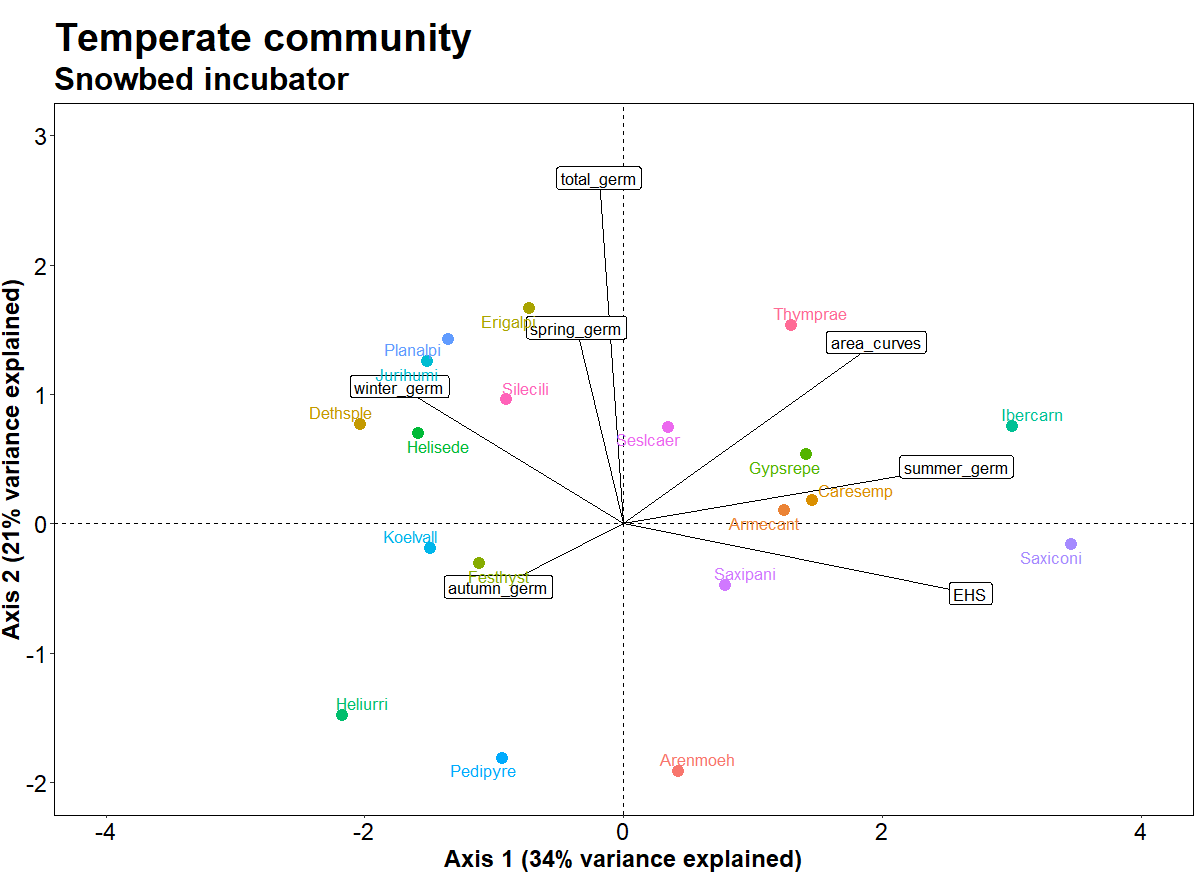 Temperate community
Snowbed incubator
3
2
1
0
-1
-2
Axis 2 (21% variance explained)
total_germ
Erigalpi
spring_germ
Thymprae
area_curves
Planalpi
Jurihumi
winter_germ
Silecili
Dethsple
Helisede
Seslcaer
Ibercarn
Gypsrepe
summer_germ
Caresemp
Armecant
Koelvall
Festhyst
autumn_germ
Saxipani
Saxiconi
EHS
Heliurri
Pedipyre
Arenmoeh
-4
-2
0
2
4
Axis 1 (34% variance explained)